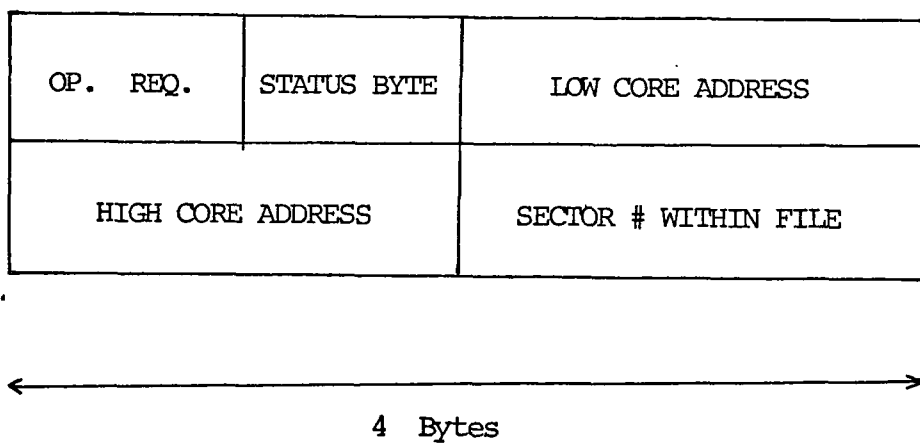 OP. REQ. STATUS BYTE LOW CORE ADDRESS
HIGH CORE ADDRESS SECTOR # WITHIN FILE
4 Bytes